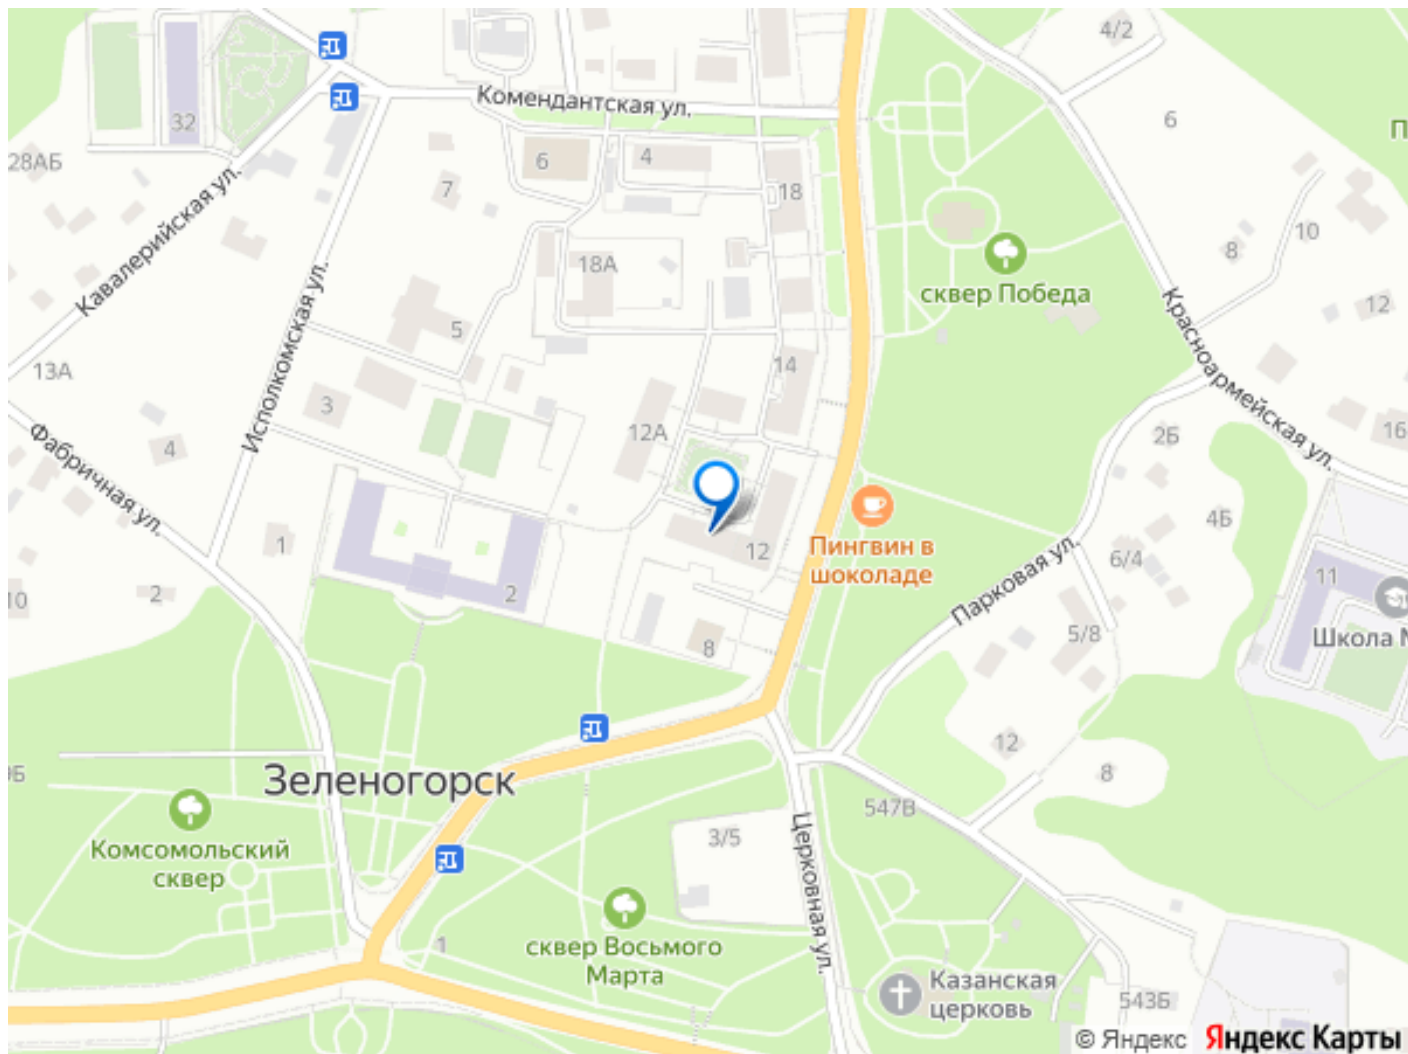 4/2
Комендантская ул.
6
32
28АБ
6
4
7
18
Кавалерийская ул.
8
10
18А
сквер Победа
12
Исполкомская ул.
5
Красноармейская ул.
14
13А
3
12А
2Б
16
Фабричная ул.
4
4Б
1
12
Пингвин в
шоколаде
Парковая ул.
6/4
11
10
2
2
5/8
Школа
8
12
8
Зеленогорск
547В
Комсомольский
сквер
3/5
Церковная ул.
1
сквер Восьмого
Марта
Казанская
церковь
543Б
© Яндекс
Яндекс Карты